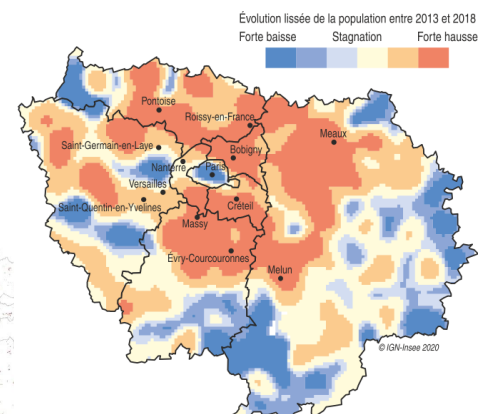 Évolution lissée de la population entre 2013 et 2018
Forte baisse Stagnation Forte hausse
Pontoise
Roissy-en-France
Meaux
Saint-Germain-en-Laye
Bobigny
Nanterre
Paris
Versailles
Saint-Quentin-en-Yvelines
Créteil
Massy
Évry-Courcouronnes
Melun
© IGN-Insee 2020